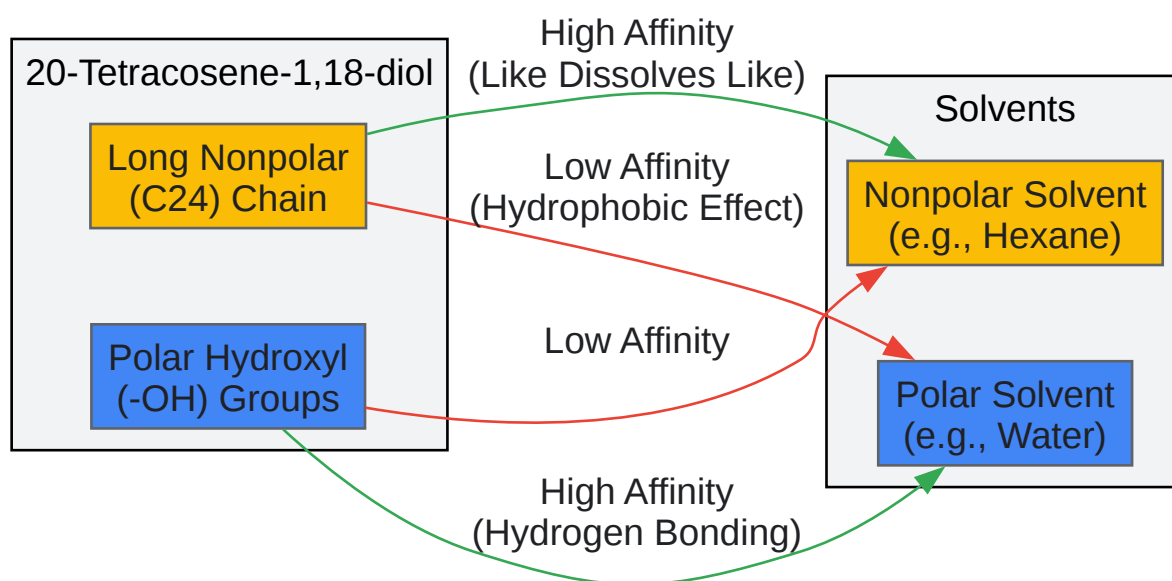 20-Tetracosene-1,18-diol
Long Nonpolar
(C24) Chain
Polar Hydroxyl
(-OH) Groups
High Affinity
(Like Dissolves Like)
Low Affinity
(Hydrophobic Effect)
Low Affinity
High Affinity
(Hydrogen Bonding)
Solvents
Nonpolar Solvent
(e.g., Hexane)
Polar Solvent
(e.g., Water)